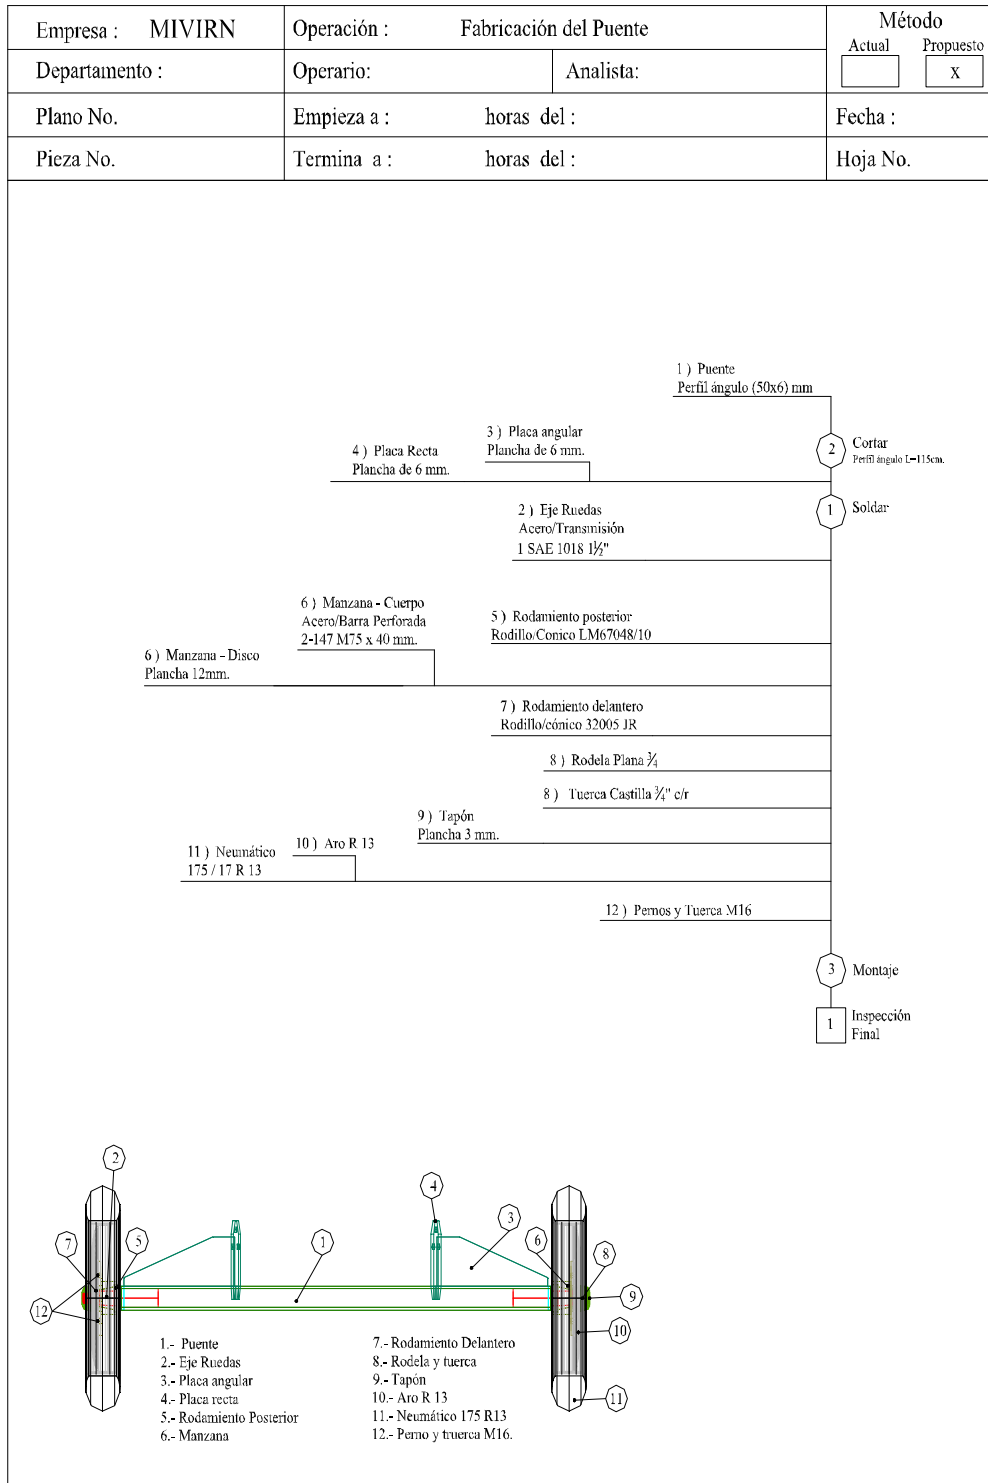 Empresa : MIVIRN
Operación : Fabricación del Puente
Método
Actual Propuesto
x
Departamento :
Operario:
Analista:
Plano No.
Empieza a : horas del :
Fecha :
Pieza No.
Termina a : horas del :
Hoja No.
1 ) Puente
Perfil ángulo (50x6) mm
2
Cortar
Perfil ángulo L=115cm.
3 ) Placa angular
Plancha de 6 mm.
4 ) Placa Recta
Plancha de 6 mm.
1
Soldar
2 ) Eje Ruedas
Acero/Transmisión
1 SAE 1018 1½"
6 ) Manzana - Cuerpo
Acero/Barra Perforada
2-147 M75 x 40 mm.
5 ) Rodamiento posterior
Rodillo/Conico LM67048/10
6 ) Manzana - Disco
Plancha 12mm.
7 ) Rodamiento delantero
Rodillo/cónico 32005 JR
8 ) Rodela Plana ¾
8 ) Tuerca Castilla ¾" c/r
9 ) Tapón
Plancha 3 mm.
10 ) Aro R 13
11 ) Neumático
175 / 17 R 13
12 ) Pernos y Tuerca M16
3
Montaje
1
Inspección
Final
2
4
3
7
5
1
6
8
12
9
10
11
1.- Puente
2.- Eje Ruedas
3.- Placa angular
4.- Placa recta
5.- Rodamiento Posterior
6.- Manzana
7.- Rodamiento Delantero
8.- Rodela y tuerca
9.- Tapón
10.- Aro R 13
11.- Neumático 175 R13
12.- Perno y truerca M16.